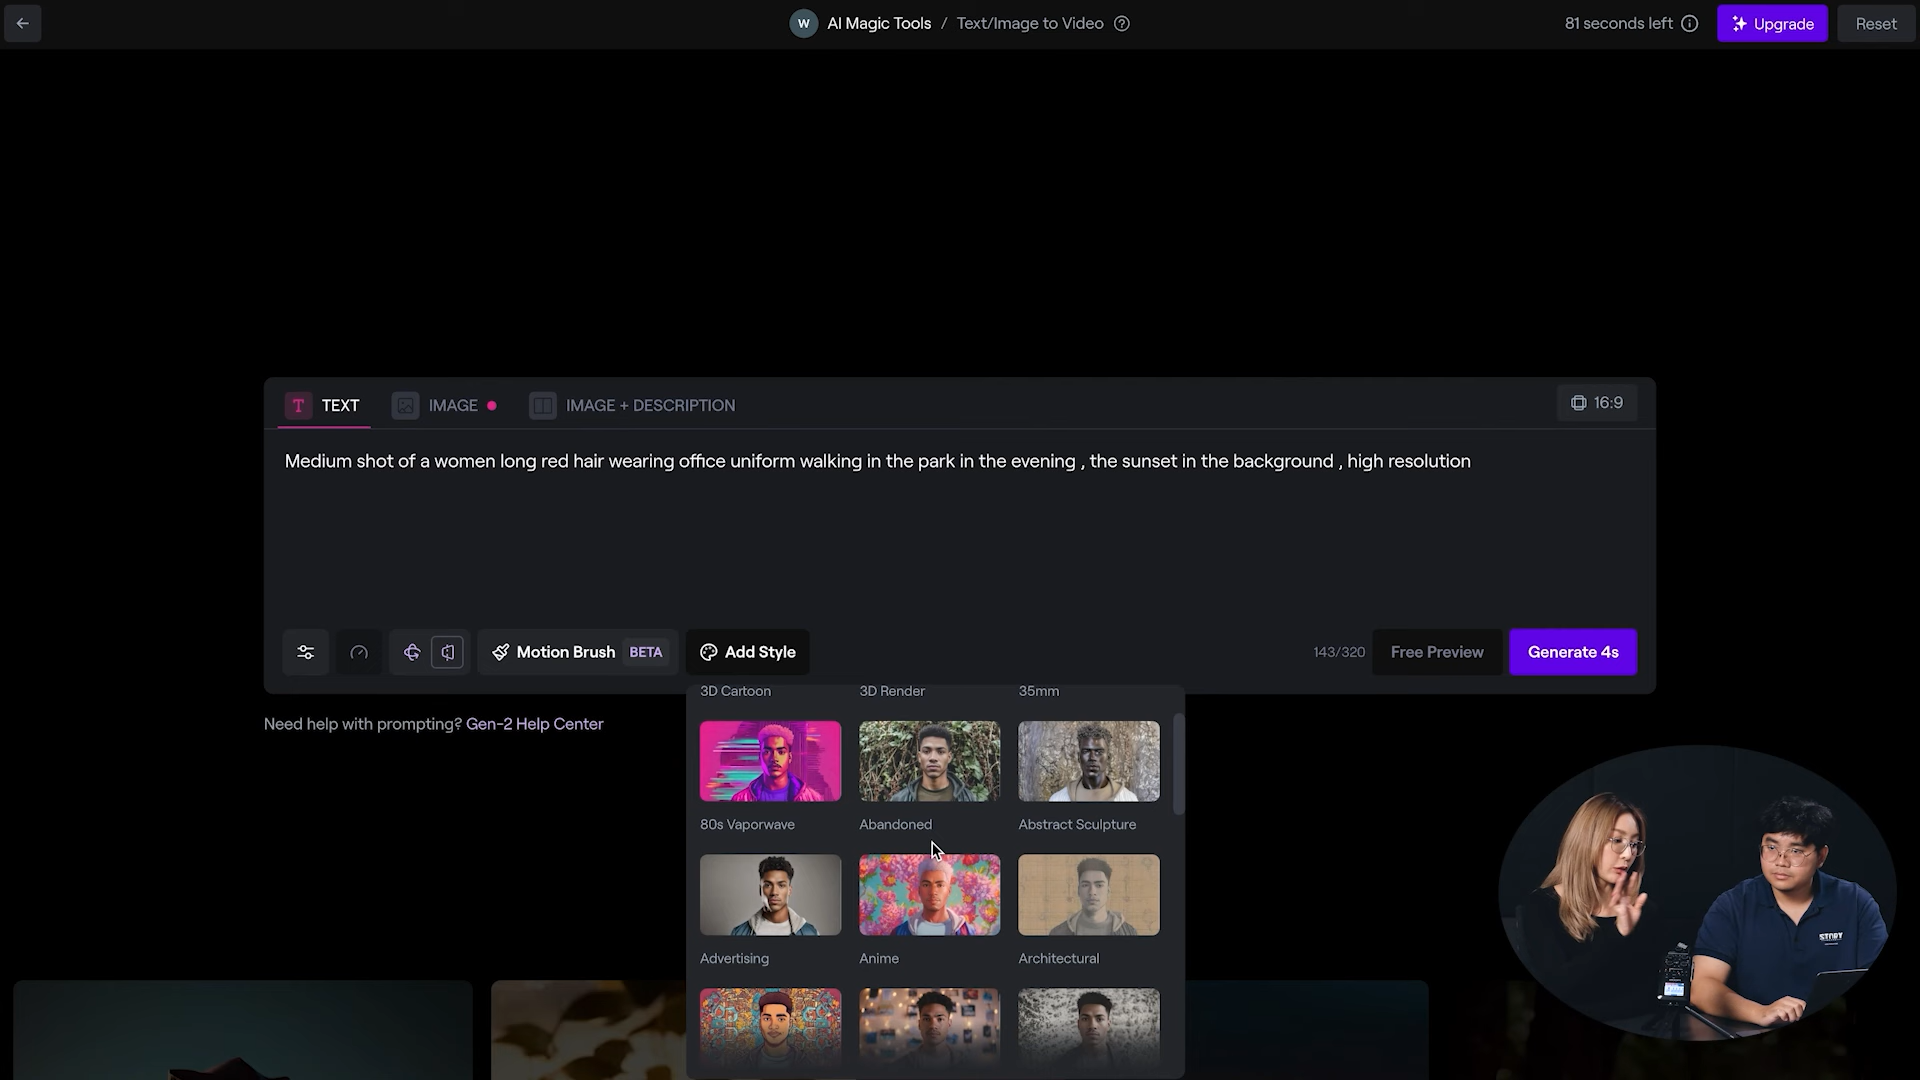 W AI Magic Tools / Text/Image to Video
81 seconds left
Upgrade
Reset
T TEXT
IMAGE
IMAGE + DESCRIPTION
16:9
Medium shot of a women long red hair wearing office uniform walking in the park in the evening , the sunset in the background , high resolution
Motion Brush BETA
Add Style
143/320
Free Preview
Generate 4s
Need help with prompting? Gen-2 Help Center
3D Cartoon
3D Render
35mm
80s Vaporwave
Abandoned
Abstract Sculpture
Advertising
Anime
Architectural
STORY